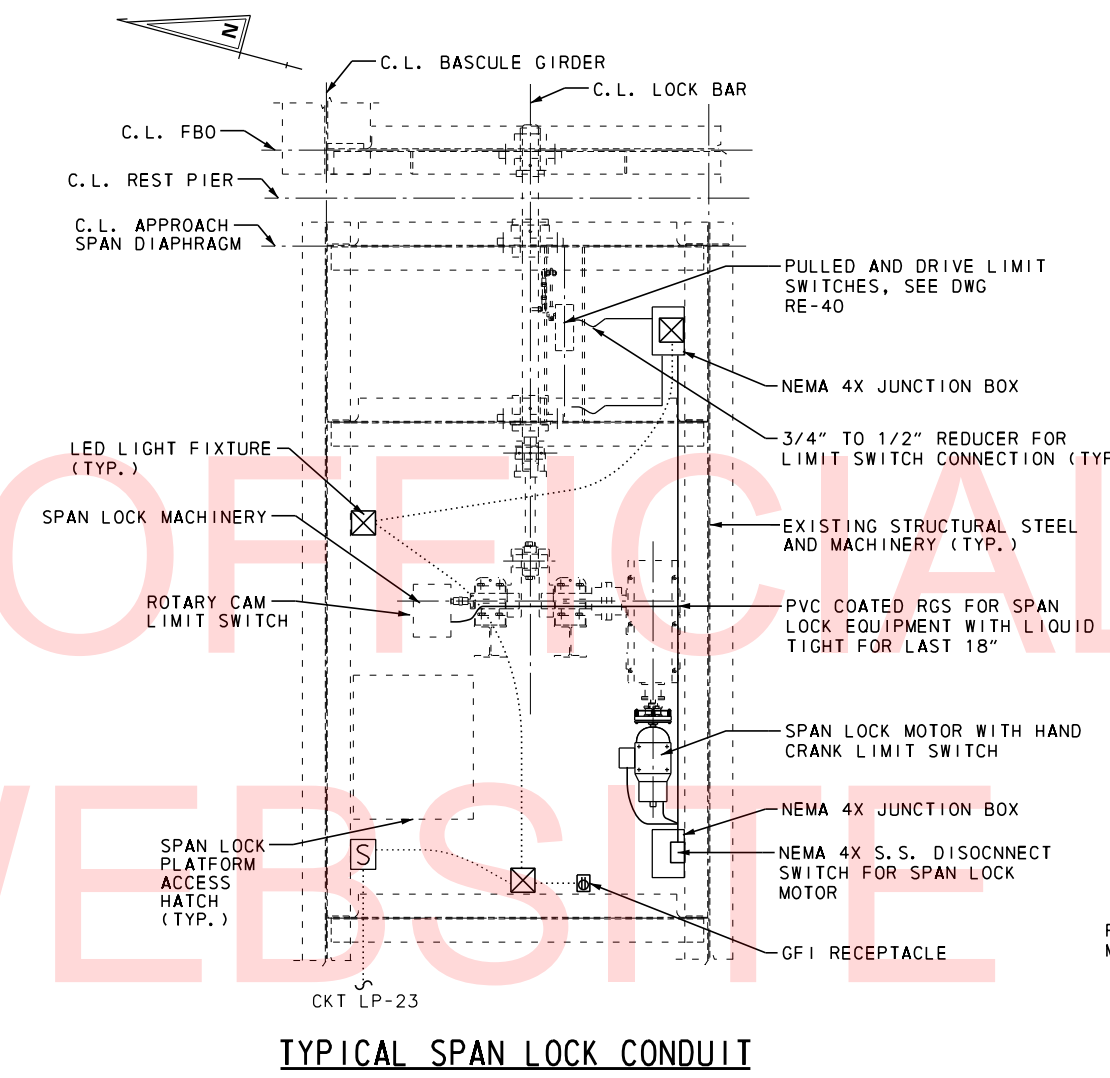 N
C.L. BASCULE GIRDER
C.L. LOCK BAR
C.L. FBO
C.L. REST PIER
C.L. APPROACH
SPAN DIAPHRAGM
PULLED AND DRIVE LIMIT
SWITCHES, SEE DWG
RE-40
NEMA 4X JUNCTION BOX
3/4" TO 1/2" REDUCER FOR
LIMIT SWITCH CONNECTION (TYP
LED LIGHT FIXTURE
(TYP.)
SPAN LOCK MACHINERY
EXISTING STRUCTURAL STEEL
AND MACHINERY (TYP.)
ROTARY CAM
LIMIT SWITCH
PVC COATED RGS FOR SPAN
LOCK EQUIPMENT WITH LIQUID
TIGHT FOR LAST 18"
SPAN LOCK MOTOR WITH HAND
CRANK LIMIT SWITCH
NEMA 4X JUNCTION BOX
SPAN LOCK
PLATFORM
ACCESS
HATCH
(TYP.)
S
NEMA 4X S.S. DISOCNNECT
SWITCH FOR SPAN LOCK
MOTOR
GFI RECEPTACLE
CKT LP-23
TYPICAL SPAN LOCK CONDUIT
OFFICIAL
WEBSITE